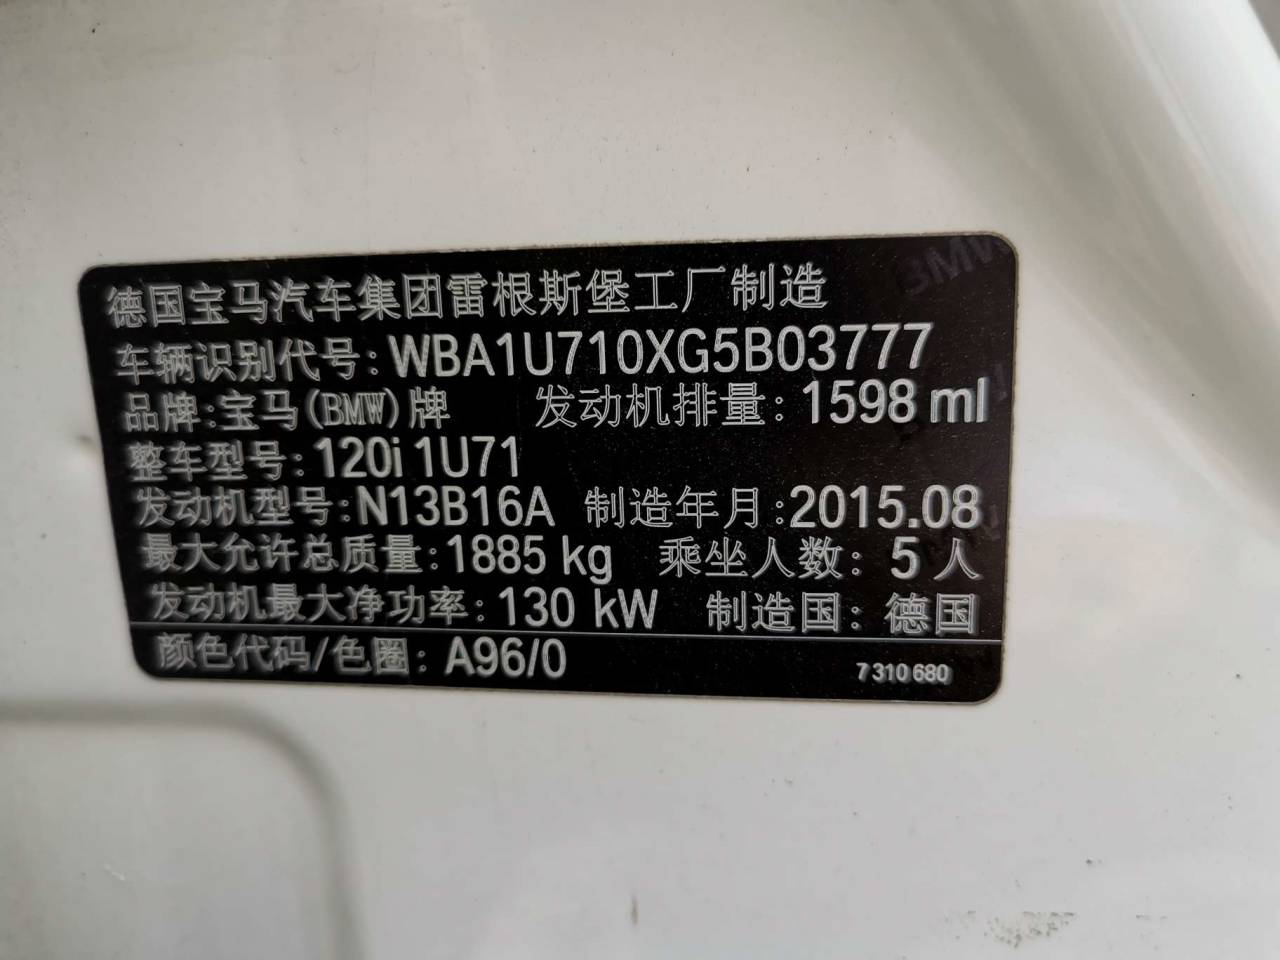 德国宝马汽车集团雷根斯堡工厂制造
车辆识别代号: WBA1U710XG5B03777
品牌:宝马(BMW)牌 发动机排量: 1598 ml
整车型号: 120i 1U71
发动机型号: N13B16A 制造年月:2015.08
最大允许总质量: 1885 kg 乘坐人数: 5 人
发动机最大净功率: 130 kW 制造国: 德国
颜色代码/色圈: A96/0 7 310 680